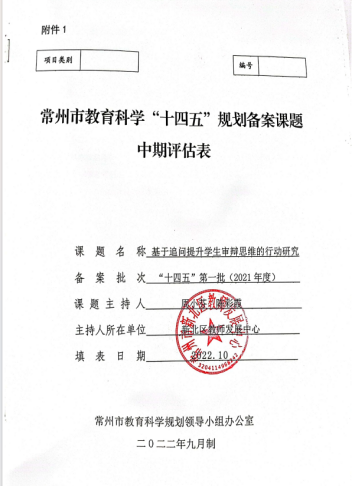 附件 1
项目类别
编号
常州市教育科学“十四五”规划备案课题
中期评估表
课 题 名 称 基于追问提升学生审辩思维的行动研究
备 案 批 次 “十四五”第一批（2021 年度）
课 题 主 持 人
主持人所在单位 新北区教师发展中心
填 表 日 期 2022.10
常州市教育科学规划领导小组办公室
二〇二二年九月制